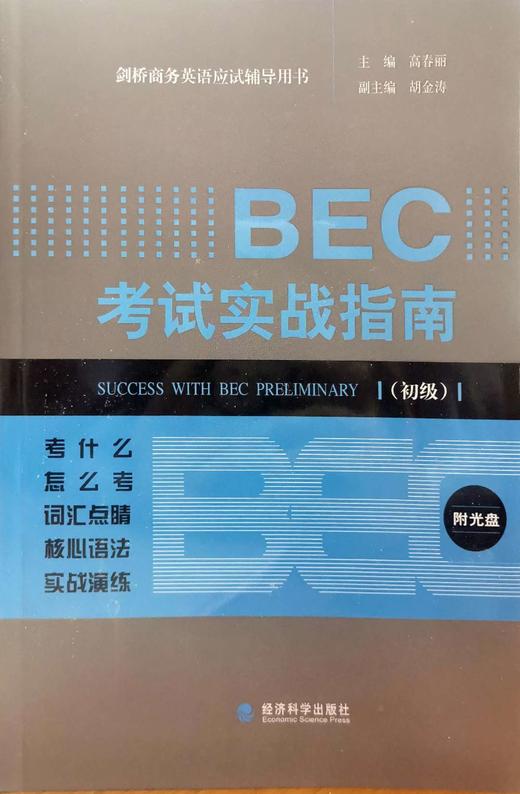 剑桥商务英语应试辅导用书
主 编 高春丽
副主编 胡金涛
BEC
考试实战指南
SUCCESS WITH BEC PRELIMINARY （初级）
考什么
怎么考
词汇点睛
核心语法
实战演练
BEC
附光盘
经济科学出版社
Economic Science Press